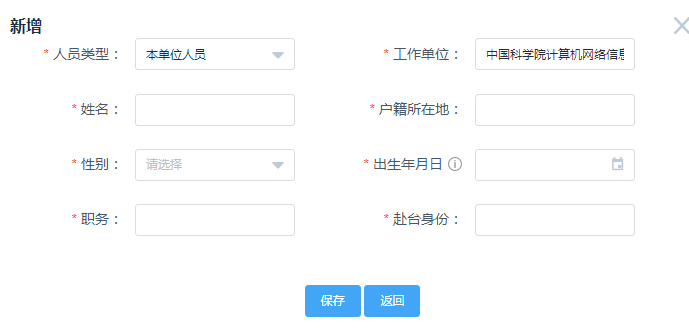 新增
* 人员类型： 本单位人员 * 工作单位： 中国科学院计算机网络信息
* 姓名： * 户籍所在地：
* 性别： 请选择 * 出生年月日
* 职务： * 赴台身份：
保存 返回